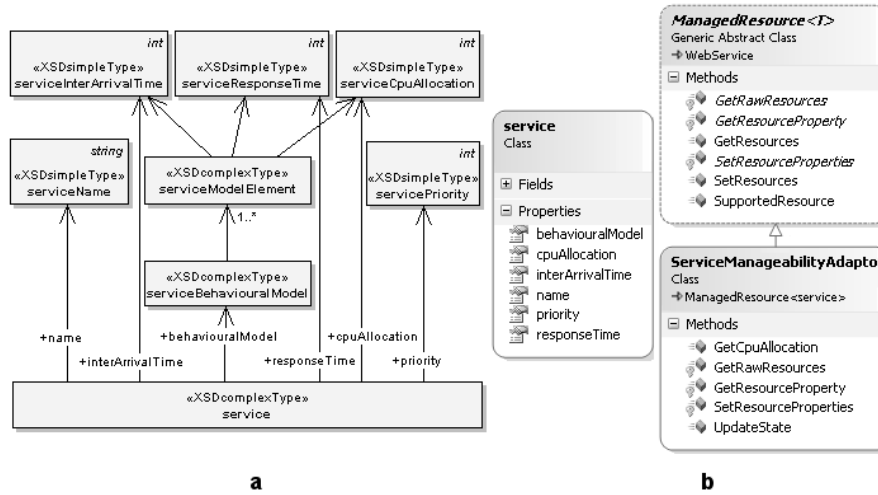 int
«XSDsimpleType»
serviceInterArrivalTime
int
«XSDsimpleType»
serviceResponseTime
int
«XSDsimpleType»
serviceCpuAllocation
string
«XSDsimpleType»
serviceName
«XSDcomplexType»
serviceModelElement
int
«XSDsimpleType»
servicePriority
1..*
«XSDcomplexType»
serviceBehaviouralModel
+name
+interArrivalTime
+behaviouralModel
+responseTime
+cpuAllocation
+priority
«XSDcomplexType»
service
a
service
Class
Fields
Properties
behaviouralModel
cpuAllocation
interArrivalTime
name
priority
responseTime
ManagedResource<T>
Generic Abstract Class
WebService
Methods
GetRawResources
GetResourceProperty
GetResources
SetResourceProperties
SetResources
SupportedResource
ServiceManageabilityAdapto
Class
ManagedResource<service>
Methods
GetCpuAllocation
GetRawResources
GetResourceProperty
SetResourceProperties
UpdateState
b